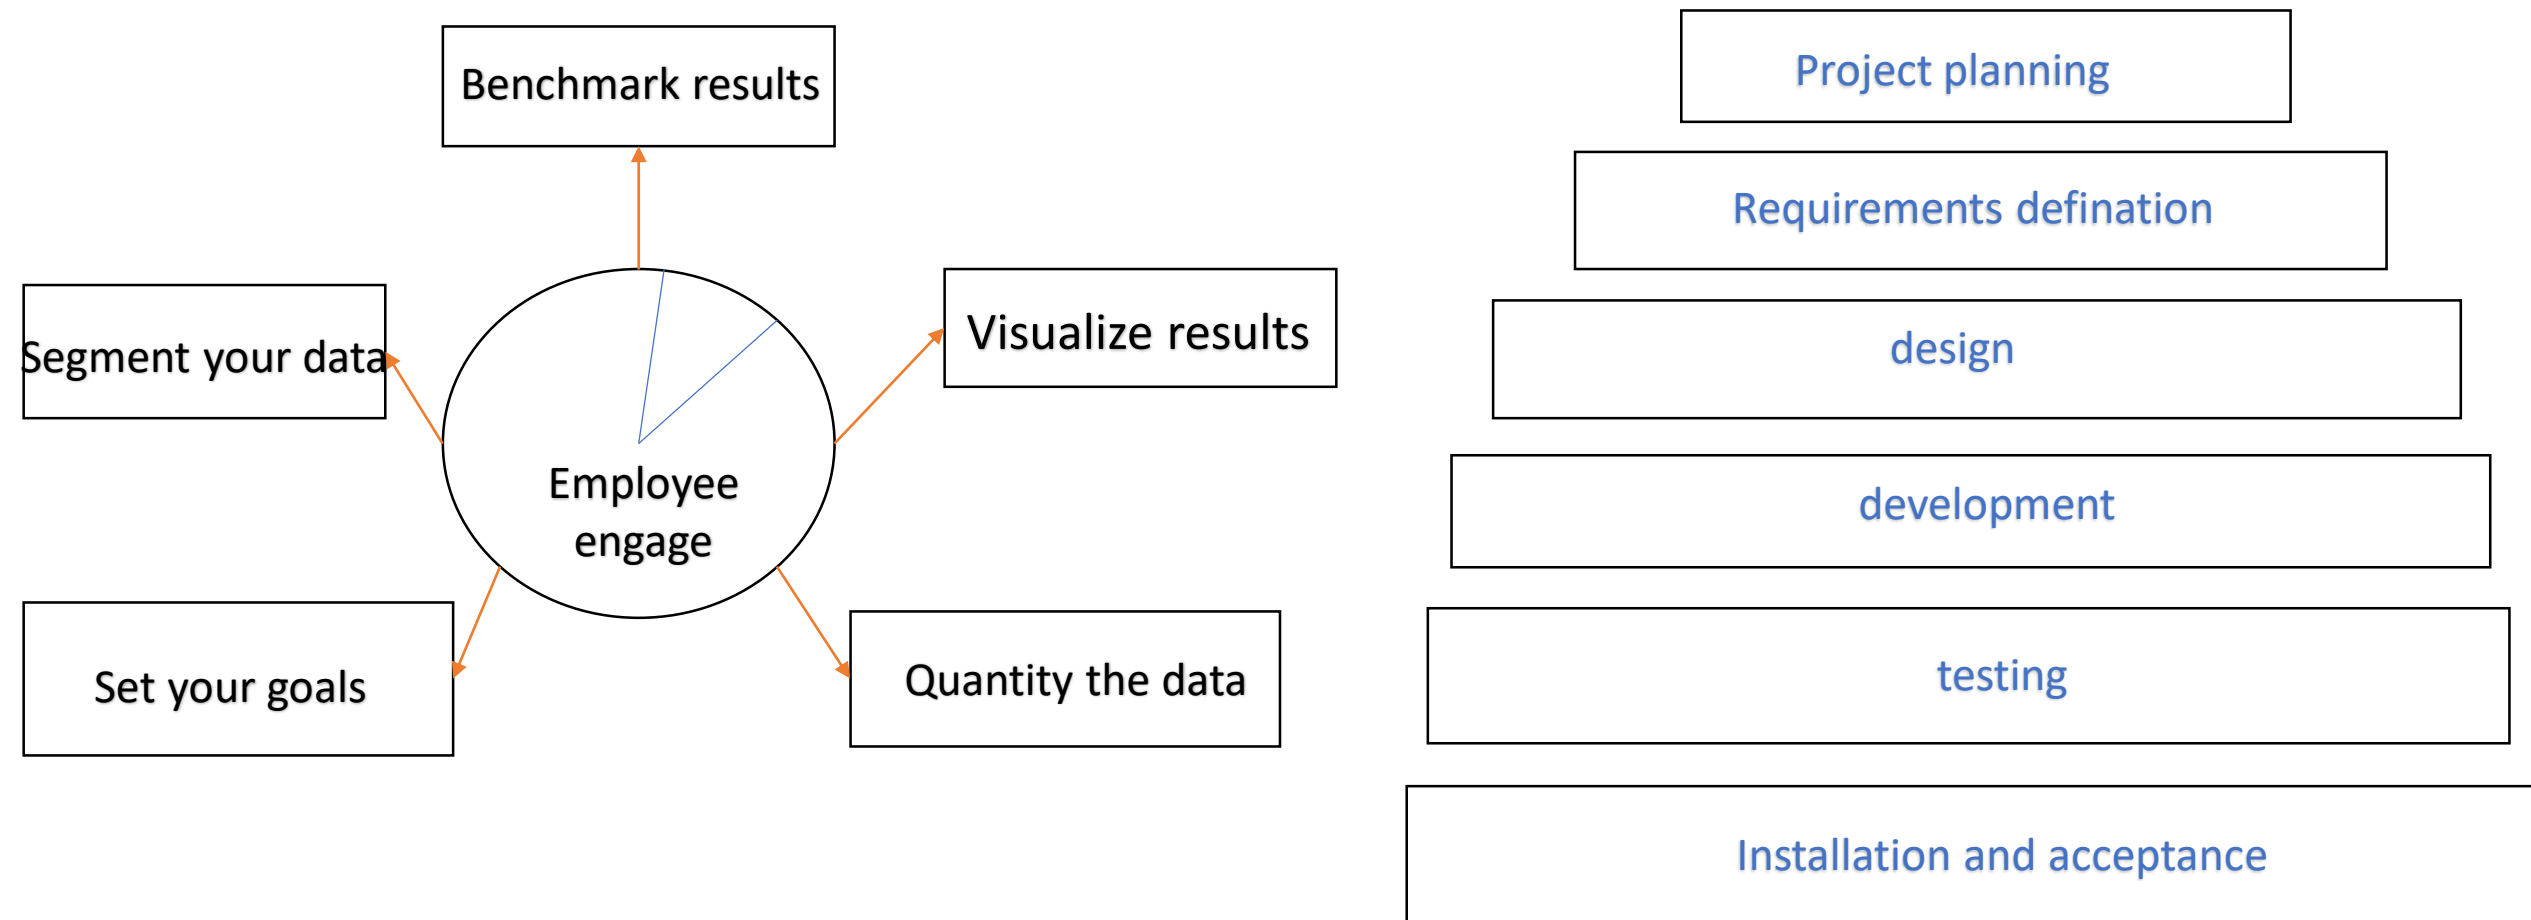 Benchmark results
Segment your data
Visualize results
Employee
engage
Set your goals
Quantity the data
Project planning
Requirements defination
design
development
testing
Installation and acceptance